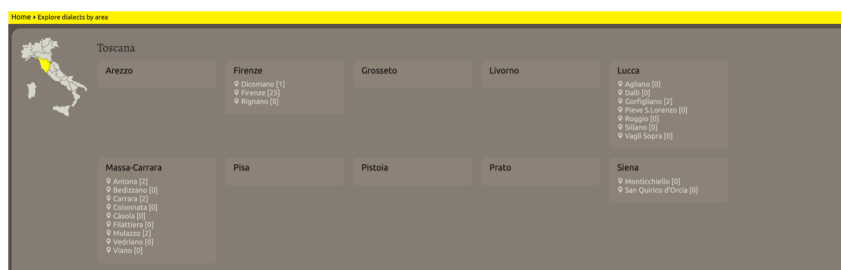 Home › Explore dialects by area
Toscana
Arezzo
Firenze
Dicomano [1]
Firenze [25]
Rignano [0]
Grosseto
Livorno
Lucca
Agliano [0]
Dalli [0]
Gorfigliano [2]
Pieve S.Lorenzo [0]
Roggio [0]
Sillano [0]
Vagli Sopra [0]
Massa-Carrara
Antona [2]
Bedizzano [0]
Carrara [2]
Colonnata [0]
Càsola [0]
Filattiera [0]
Mulazzo [2]
Vedriano [0]
Viano [0]
Pisa
Pistoia
Prato
Siena
Monticchiello [0]
San Quirico d'Orcia [0]